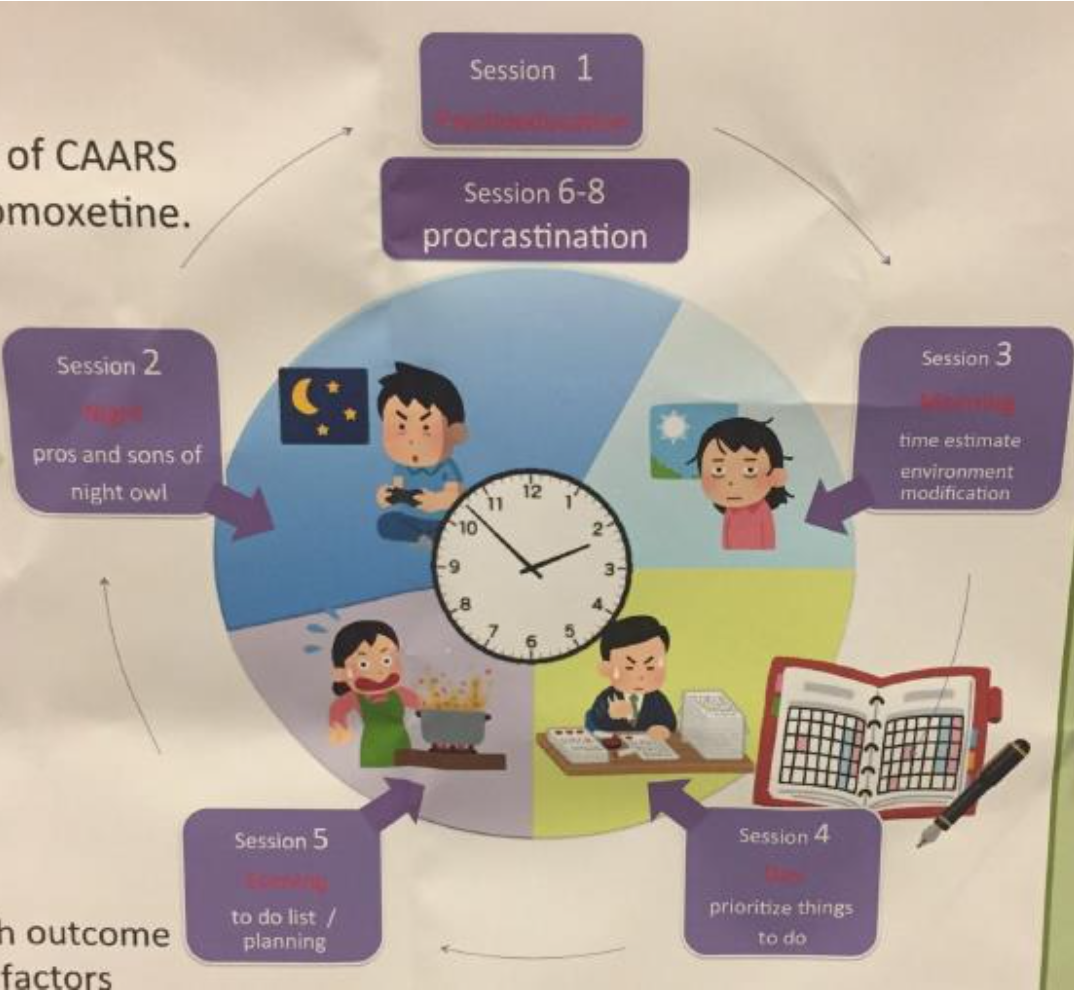 of CAARS
omoxetine.
Session 1
Psychoeducation
Session 6-8
procrastination
Session 2
Night
pros and sons of
night owl
Session 3
Morning
time estimate
environment
modification
12
1
2
3
4
5
6
7
8
9
10
11
Session 5
Evening
to do list /
planning
Session 4
Day
prioritize things
to do
h outcome
factors